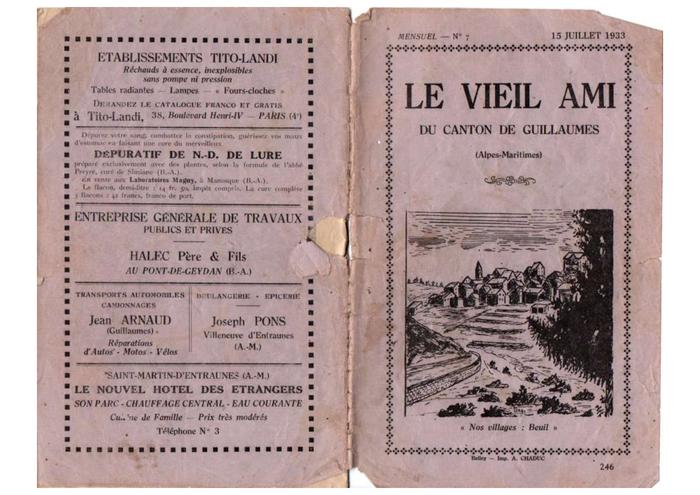 ETABLISSEMENTS TITO-LANDI
Réchauds à essence, inexplosibles
sans pompe ni pression
Tables radiantes — Lampes — « Fours-cloches »
DEMANDEZ LE CATALOGUE FRANCO ET GRATIS
à Tito-Landi, 38, Boulevard Henri-IV — PARIS (4e)
Dépurez votre sang, combattez la constipation, guérissez vos maux
d'estomac en faisant une cure du merveilleux
DÉPURATIF DE N.-D. DE LURE
préparé exclusivement avec des plantes, selon la formule de l'abbé
Peyre, curé de Simiane (B.-A.).
En vente aux Laboratoires Magny, à Manosque (B.-A.).
Le flacon, demi-litre : 14 fr. 50, impôt compris. La cure complète
3 flacons : 42 francs, franco de port.
ENTREPRISE GÉNÉRALE DE TRAVAUX
PUBLICS ET PRIVES
HALEC Père & Fils
AU PONT-DE-GEYDAN (B.-A.)
TRANSPORTS AUTOMOBILES
CAMIONNAGES
Jean ARNAUD
(Guillaumes)
Réparations
d'Autos - Motos - Vélos
BOULANGERIE - EPICERIE
Joseph PONS
Villeneuve d'Entraunes
(A.-M.)
SAINT-MARTIN-D'ENTRAUNES (A.-M.)
LE NOUVEL HOTEL DES ETRANGERS
SON PARC - CHAUFFAGE CENTRAL - EAU COURANTE
Cuisine de Famille — Prix très modérés
Téléphone N° 3
MENSUEL — N° 7
15 JUILLET 1933
LE VIEIL AMI
DU CANTON DE GUILLAUMES
(Alpes-Maritimes)
« Nos villages : Beuil »
Belley — Imp. A. CHADUC
246